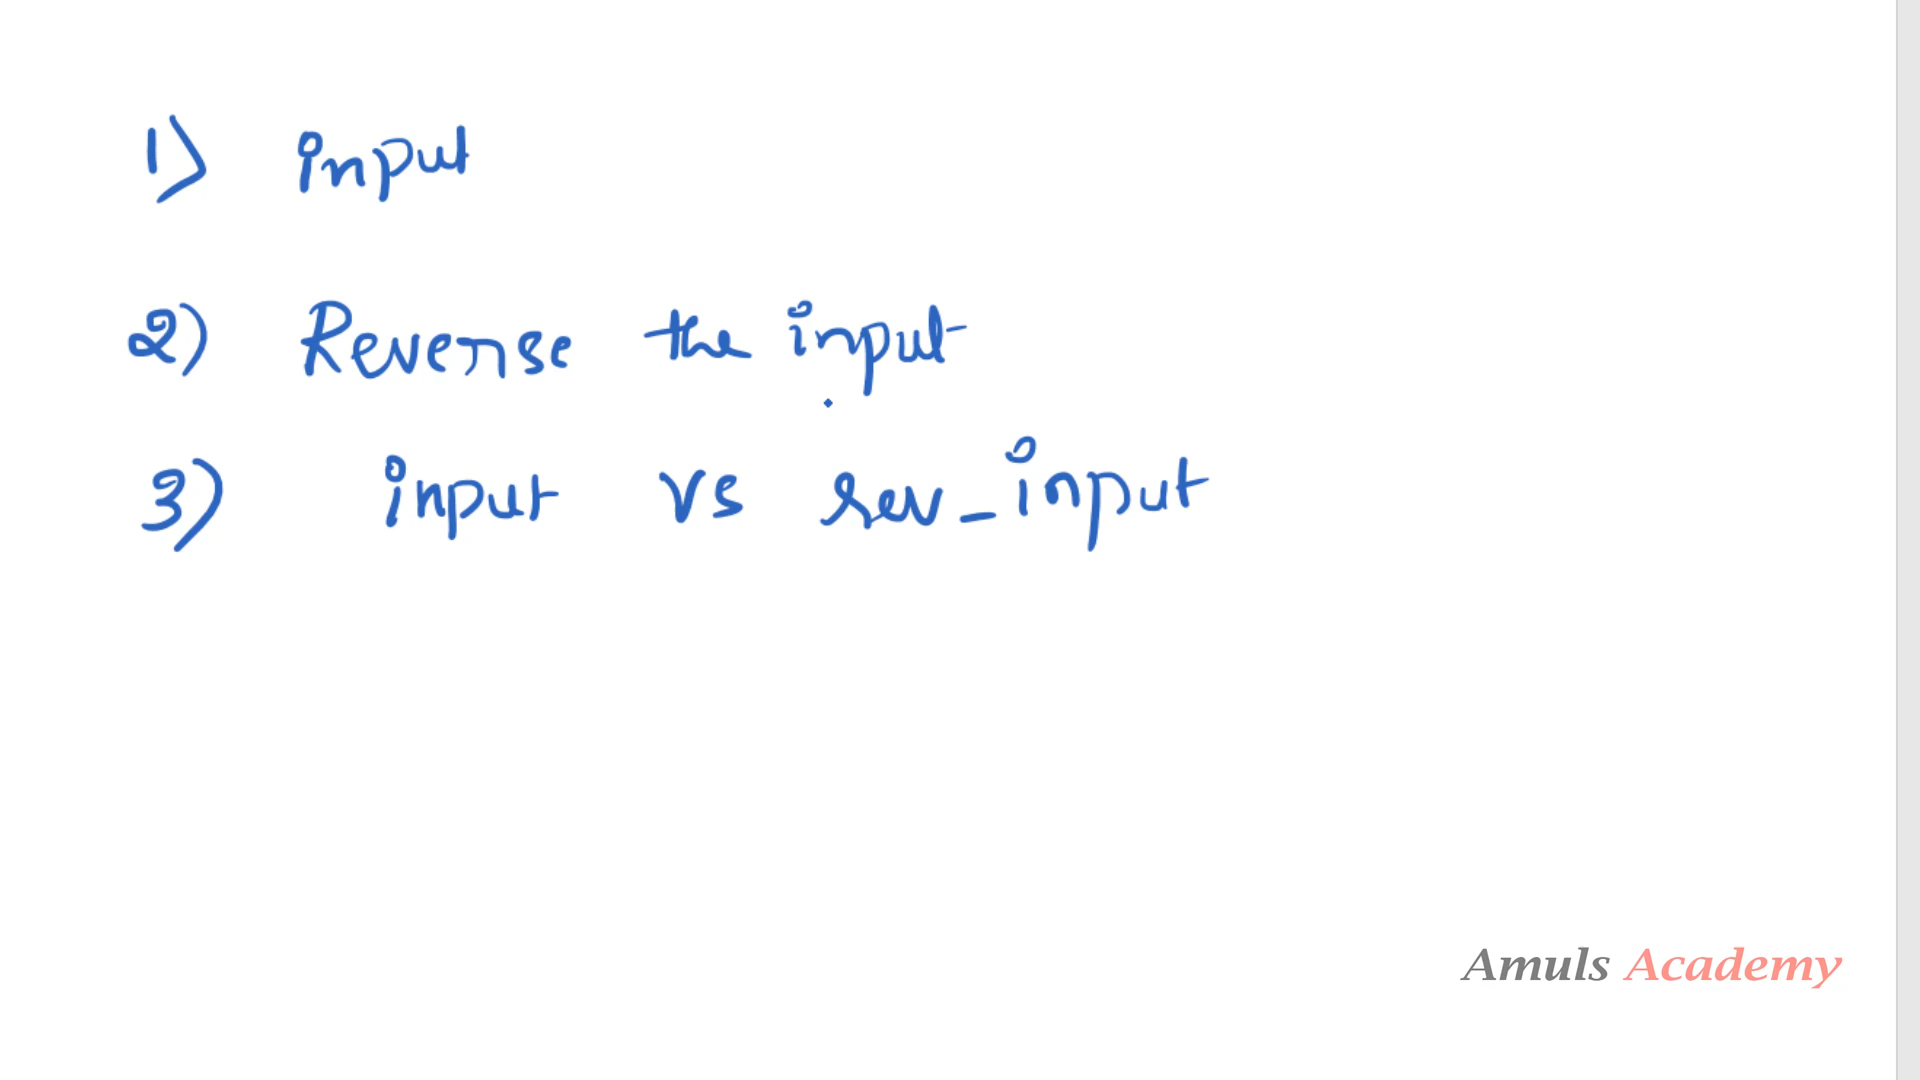 1) input
2) Reverse the input
3) input vs rev_input
Amuls Academy